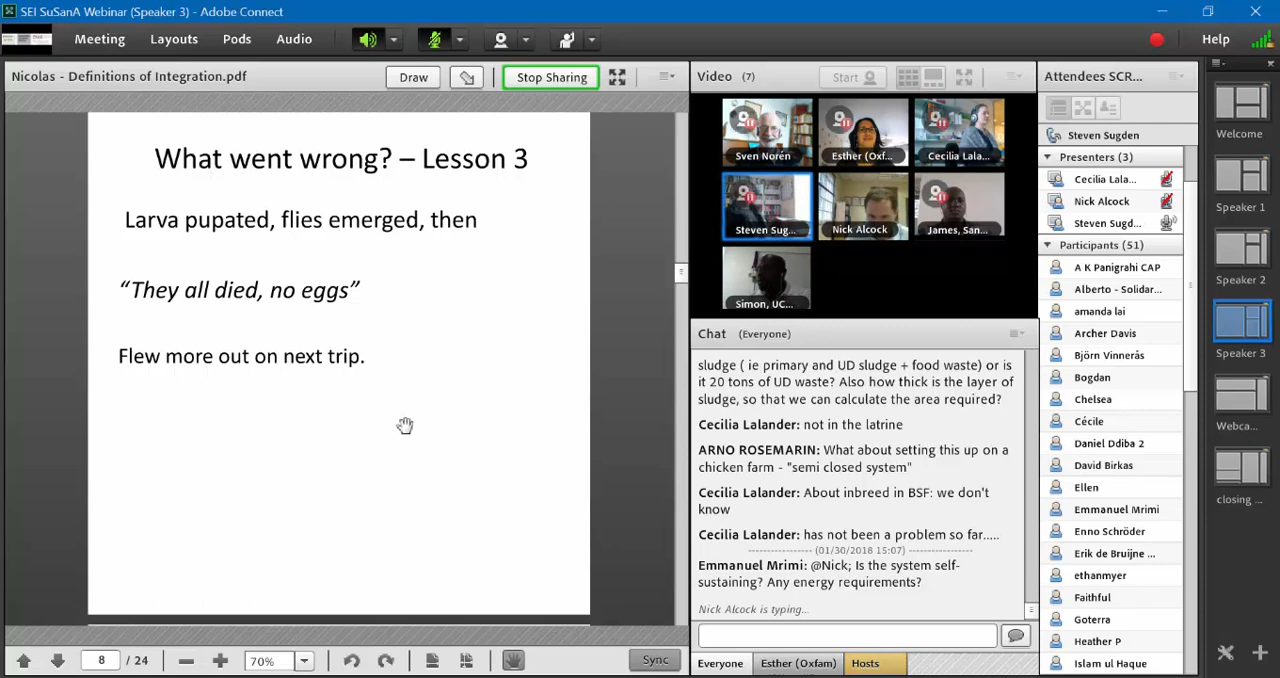 SEI SuSanA Webinar (Speaker 3) - Adobe Connect
Meeting
Layouts
Pods
Audio
Help
Nicolas - Definitions of Integration.pdf
Draw
Stop Sharing
What went wrong? – Lesson 3
Larva pupated, flies emerged, then
“They all died, no eggs”
Flew more out on next trip.
8 / 24
70%
Sync
Video (7)
Start
Sven Norén
Esther (Oxf...
Cecilia Lala...
Steven Sug...
Nick Alcock
James, San...
Simon, UC...
Chat (Everyone)
sludge ( ie primary and UD sludge + food waste) or is
it 20 tons of UD waste? Also how thick is the layer of
sludge, so that we can calculate the area required?
Cecilia Lalander: not in the latrine
ARNO ROSEMARIN: What about setting this up on a
chicken farm - "semi closed system"
Cecilia Lalander: About inbreed in BSF: we don't
know
Cecilia Lalander: has not been a problem so far.....
(01/30/2018 15:07)
Emmanuel Mrimi: @Nick; Is the system self-
sustaining? Any energy requirements?
Nick Alcock is typing...
Everyone
Esther (Oxfam)
Hosts
Attendees SCR...
Steven Sugden
Presenters (3)
Cecilia Lala...
Nick Alcock
Steven Sugd...
Participants (51)
A K Panigrahi CAP
Alberto - Solidar...
amanda lai
Archer Davis
Björn Vinnerås
Bogdan
Chelsea
Cécile
Daniel Ddiba 2
David Birkas
Ellen
Emmanuel Mrimi
Enno Schröder
Erik de Bruijne ...
ethanmyer
Faithful
Goterra
Heather P
Islam ul Haque
Welcome
Speaker 1
Speaker 2
Speaker 3
Webca...
closing ...